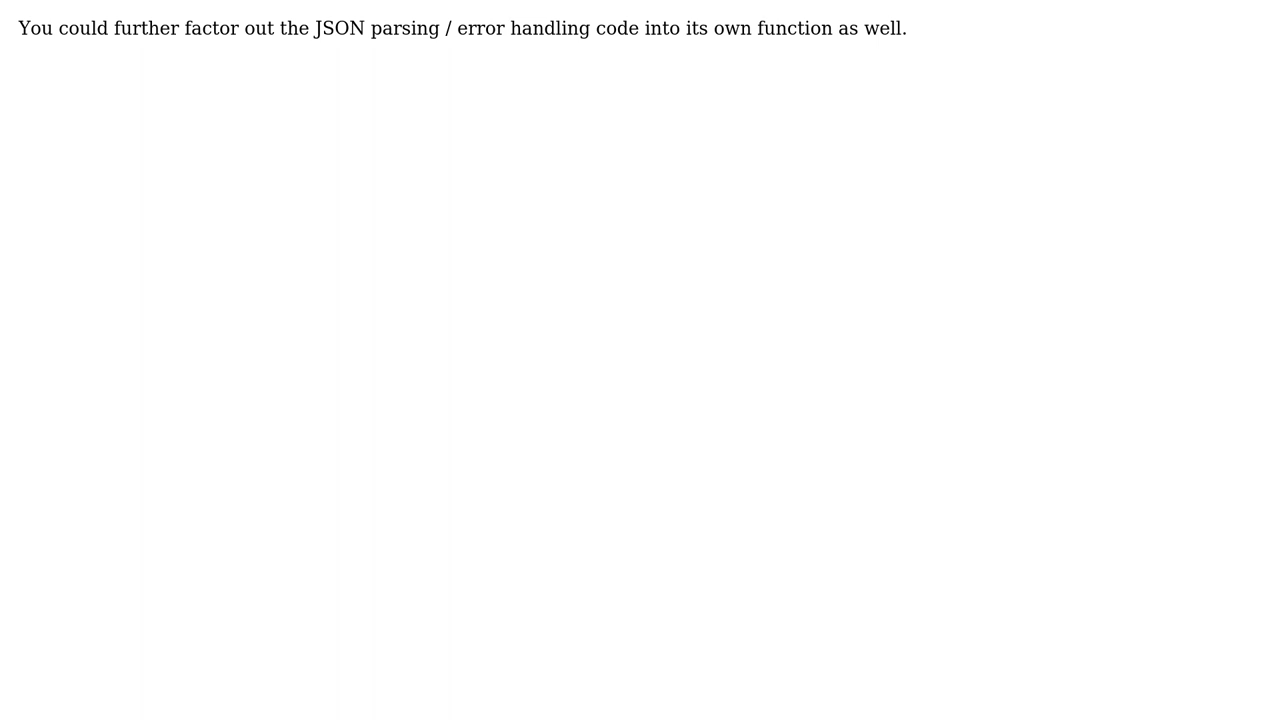 You could further factor out the JSON parsing / error handling code into its own function as well.